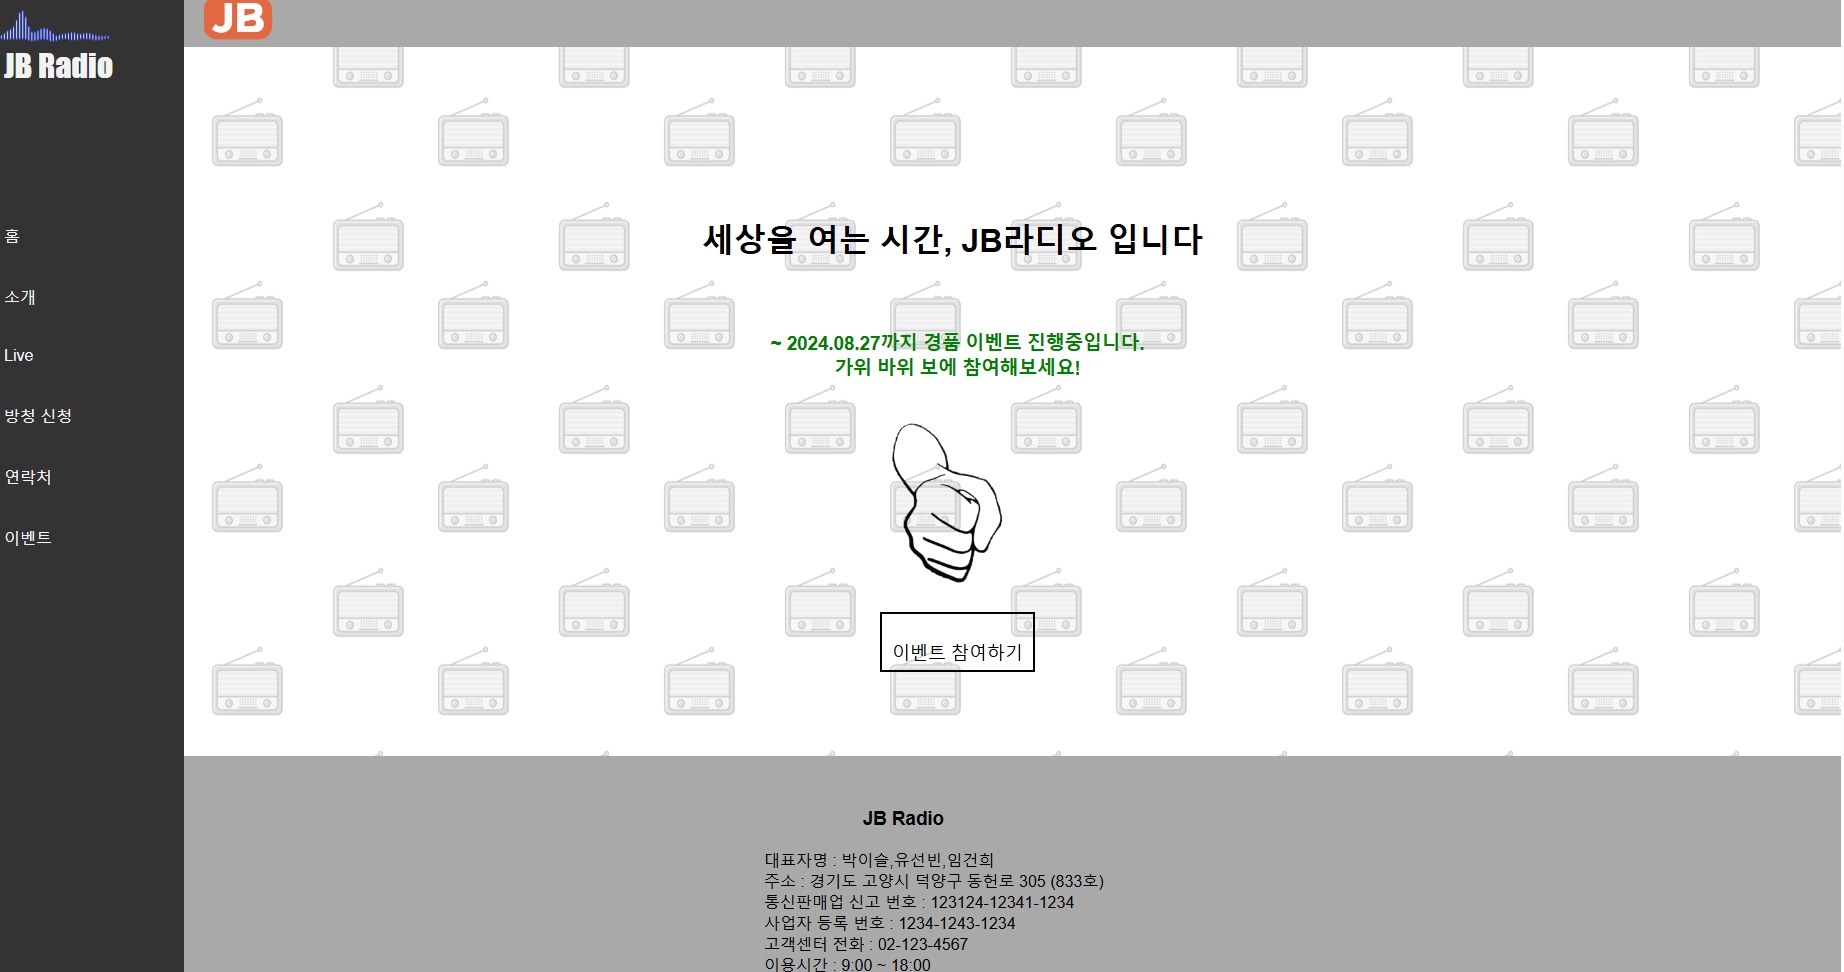 JB
JB Radio
홈
소개
Live
방청 신청
연락처
이벤트
세상을 여는 시간, JB라디오 입니다
~ 2024.08.27까지 경품 이벤트 진행중입니다.
가위 바위 보에 참여해보세요!
이벤트 참여하기
JB Radio
대표자명 : 박이슬,유선빈,임건희
주소 : 경기도 고양시 덕양구 동헌로 305 (833호)
통신판매업 신고 번호 : 123124-12341-1234
사업자 등록 번호 : 1234-1243-1234
고객센터 전화 : 02-123-4567
이용시간 : 9:00 ~ 18:00